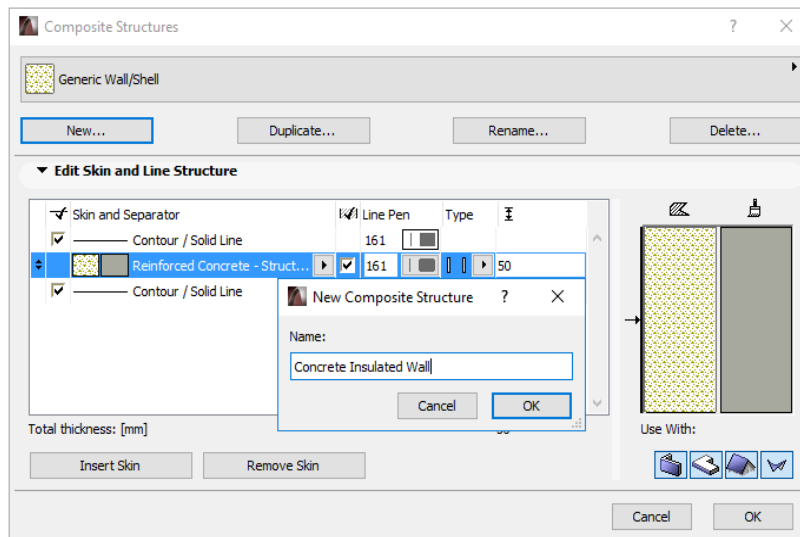 Composite Structures
?
Generic Wall/Shell
New...
Duplicate...
Rename...
Delete...
Edit Skin and Line Structure
Skin and Separator Line Pen Type
Contour / Solid Line 161
Reinforced Concrete - Struct... 161 50
Contour / Solid Line
New Composite Structure ?
Name:
Concrete Insulated Wall
Cancel OK
Total thickness: [mm]
Use With:
Insert Skin Remove Skin
Cancel OK